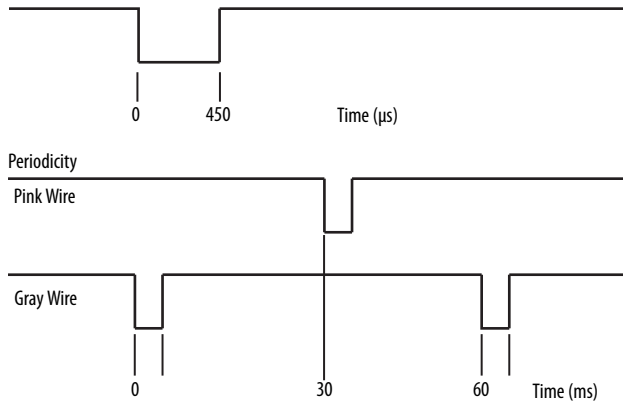 0 450 Time (µs)
Periodicity
Pink Wire
Gray Wire
0 30 60 Time (ms)